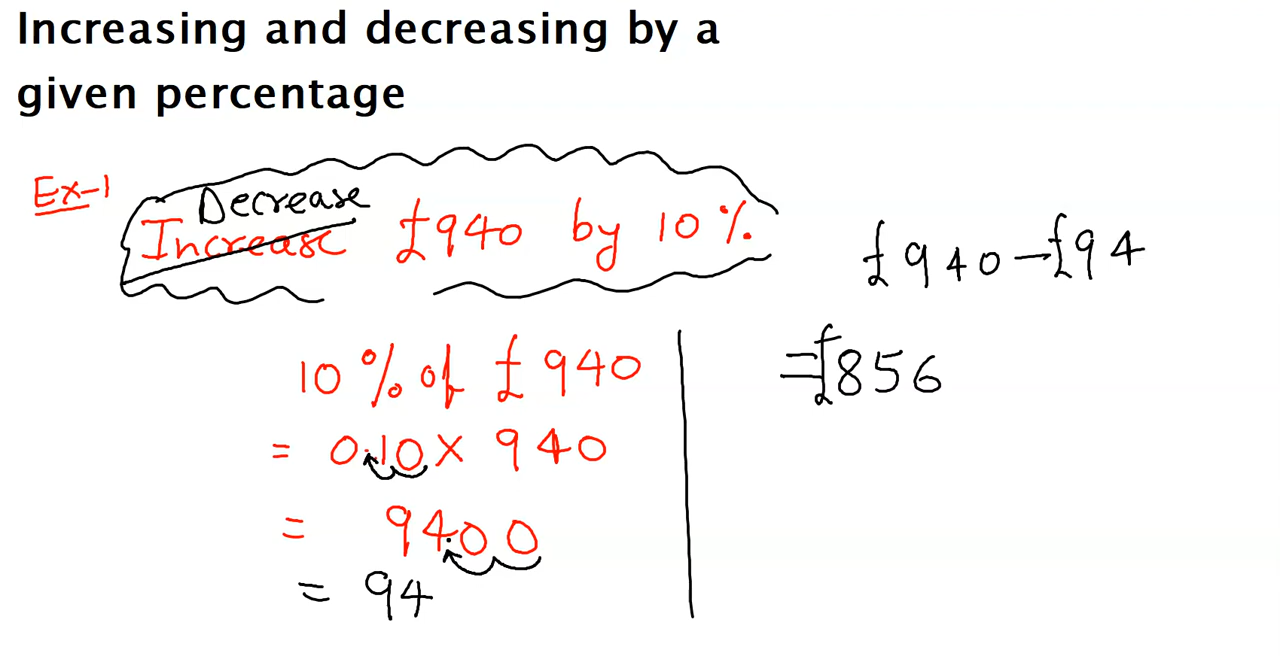 Increasing and decreasing by a
given percentage
Ex-1
Decrease
Increase £940 by 10%
£940-£94
10% of £940
=£856
= 0.10 × 940
= 94.00
= 94